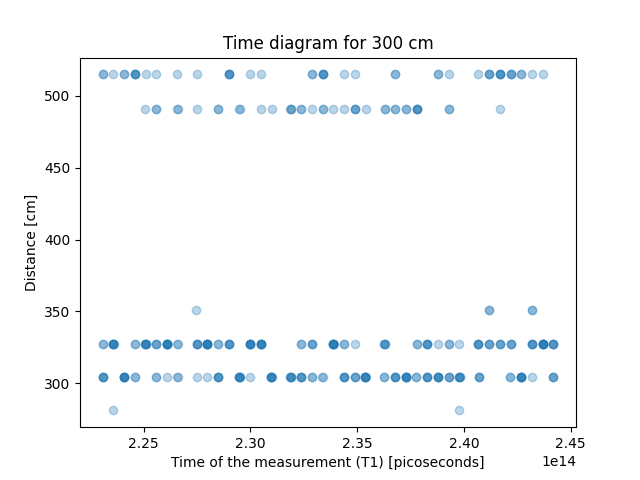 Time diagram for 300 cm
Distance [cm]
500
450
400
350
300
2.25 2.30 2.35 2.40 2.45
1e14
Time of the measurement (T1) [picoseconds]